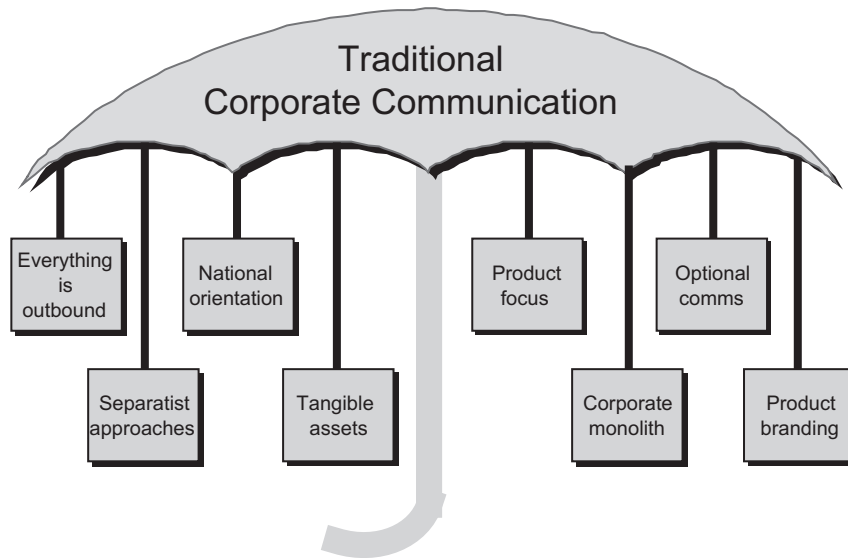 Traditional
Corporate Communication
Everything
is
outbound
National
orientation
Product
focus
Optional
comms
Separatist
approaches
Tangible
assets
Corporate
monolith
Product
branding